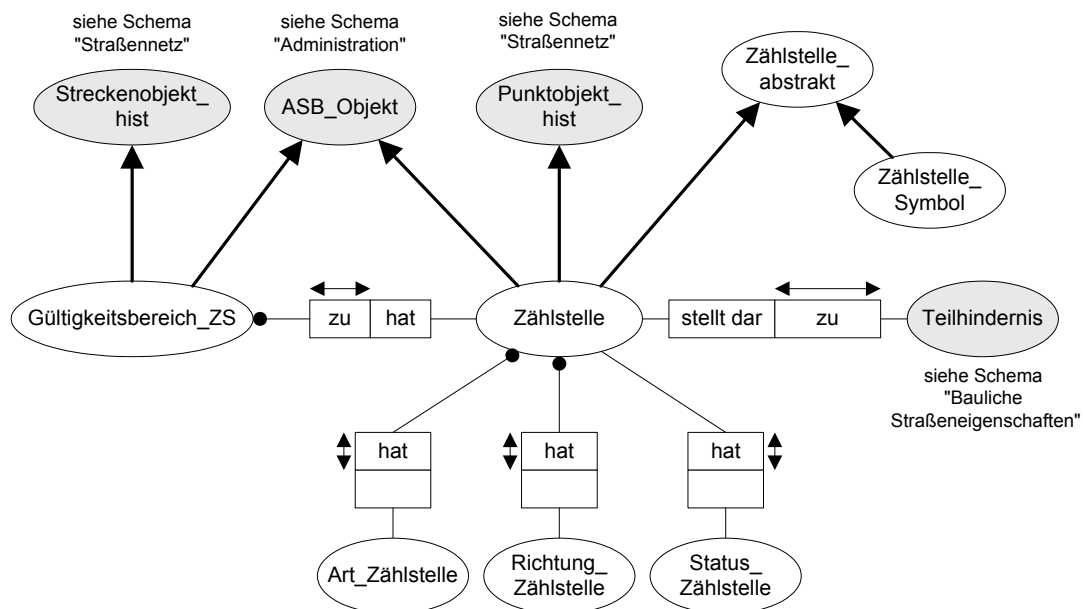 siehe Schema
"Straßennetz"
siehe Schema
"Administration"
siehe Schema
"Straßennetz"
Zählstelle_
abstrakt
Streckenobjekt_
hist
ASB_Objekt
Punktobjekt_
hist
Zählstelle_
Symbol
Gültigkeitsbereich_ZS
zu
hat
Zählstelle
stellt dar
zu
Teilhindernis
siehe Schema
"Bauliche
Straßeneigenschaften"
hat
hat
hat
Art_Zählstelle
Richtung_
Zählstelle
Status_
Zählstelle